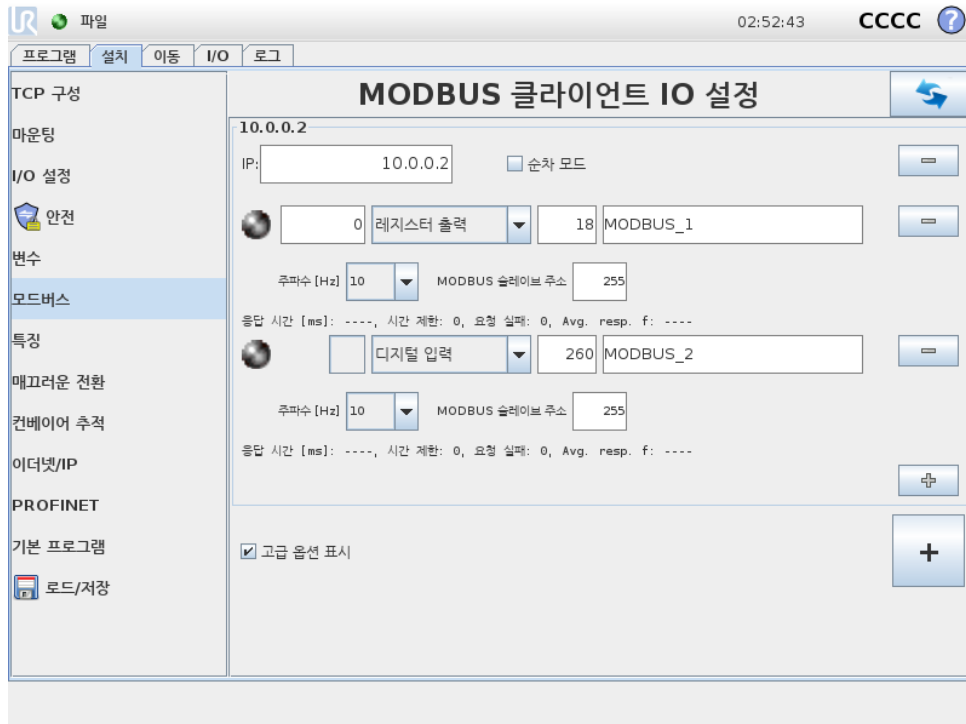 UR 파일 02:52:43 CCCC ?
프로그램 설치 이동 I/O 로그
TCP 구성
마운팅
I/O 설정
안전
변수
모드버스
특징
매끄러운 전환
컨베이어 추적
이더넷/IP
PROFINET
기본 프로그램
로드/저장
MODBUS 클라이언트 IO 설정
10.0.0.2
IP: 10.0.0.2 순차 모드
0 레지스터 출력 18 MODBUS_1
주파수 [Hz] 10 MODBUS 슬레이브 주소 255
응답 시간 [ms]: ----, 시간 제한: 0, 요청 실패: 0, Avg. resp. f: ----
디지털 입력 260 MODBUS_2
주파수 [Hz] 10 MODBUS 슬레이브 주소 255
응답 시간 [ms]: ----, 시간 제한: 0, 요청 실패: 0, Avg. resp. f: ----
고급 옵션 표시